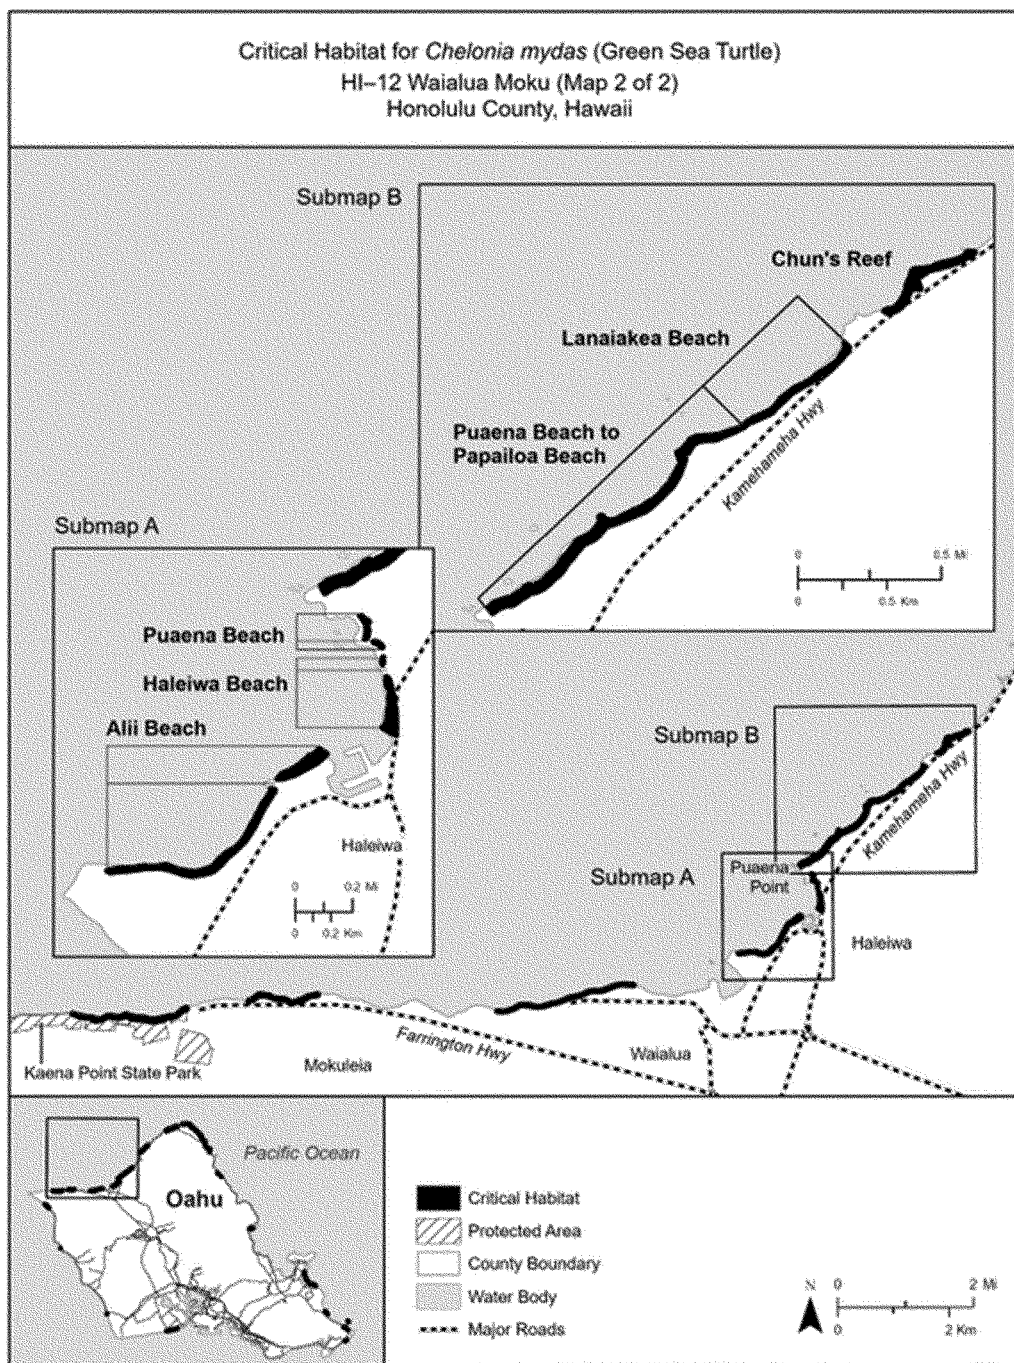 Critical Habitat for Chelonia mydas (Green Sea Turtle)
HI–12 Waialua Moku (Map 2 of 2)
Honolulu County, Hawaii
Submap B
Chun's Reef
Lanaiakea Beach
Puaena Beach to
Papailoa Beach
Kamehameha Hwy
0
0.5 Mi
0
0.5 Km
Submap A
Puaena Beach
Haleiwa Beach
Alii Beach
Haleiwa
0
0.2 Mi
0
0.2 Km
Submap B
Kamehameha Hwy
Submap A
Puaena
Point
Haleiwa
Farrington Hwy
Waialua
Mokuleia
Kaena Point State Park
Pacific Ocean
Oahu
Critical Habitat
Protected Area
County Boundary
Water Body
Major Roads
N
0
2 Mi
0
2 Km